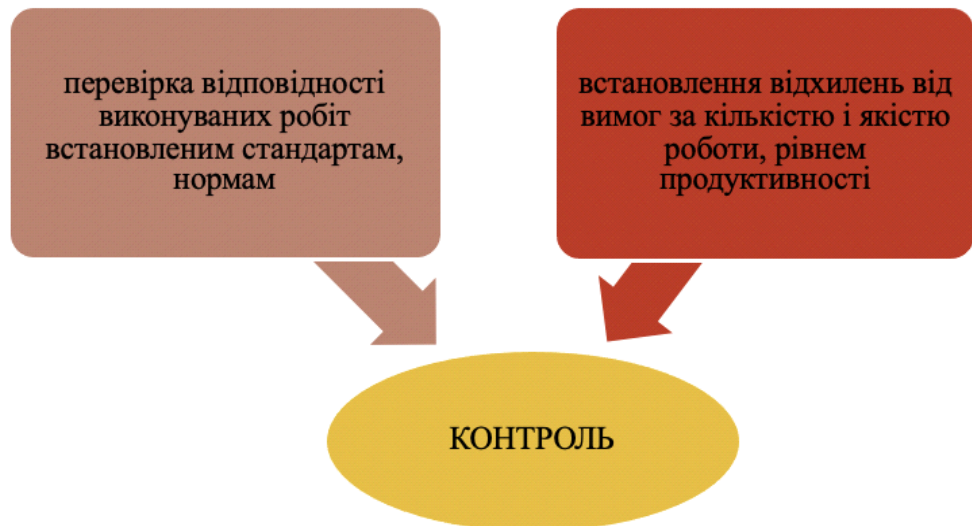 перевірка відповідності
виконуваних робіт
встановленим стандартам,
нормам
встановлення відхилень від
вимог за кількістю і якістю
роботи, рівнем
продуктивності
КОНТРОЛЬ